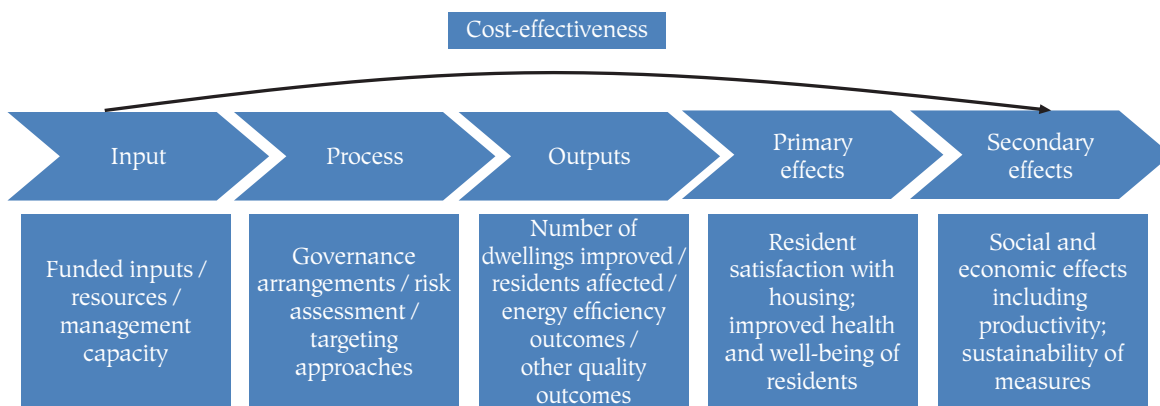 Cost-effectiveness
Input
Process
Outputs
Primary
effects
Secondary
effects
Funded inputs /
resources /
management
capacity
Governance
arrangements / risk
assessment /
targeting
approaches
Number of
dwellings improved /
residents affected /
energy efficiency
outcomes /
other quality
outcomes
Resident
satisfaction with
housing;
improved health
and well-being of
residents
Social and
economic effects
including
productivity;
sustainability of
measures